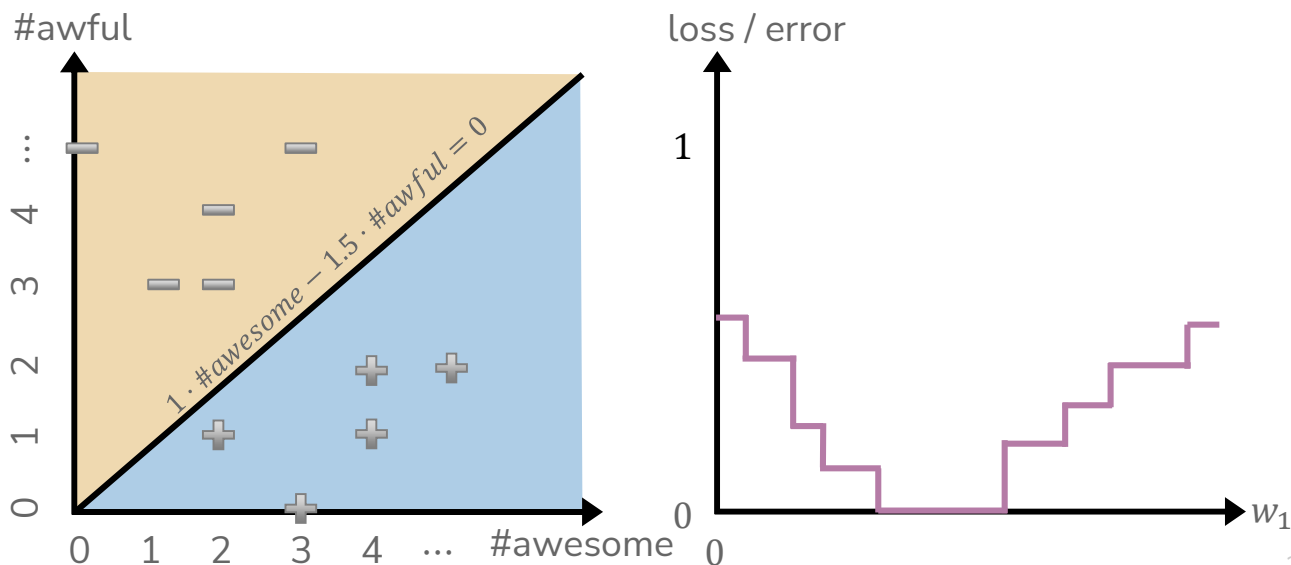 #awful
...
4
3
2
1
0
1 · #awesome − 1.5 · #awful = 0
0 1 2 3 4 ... #awesome
loss / error
1
0
0
w₁